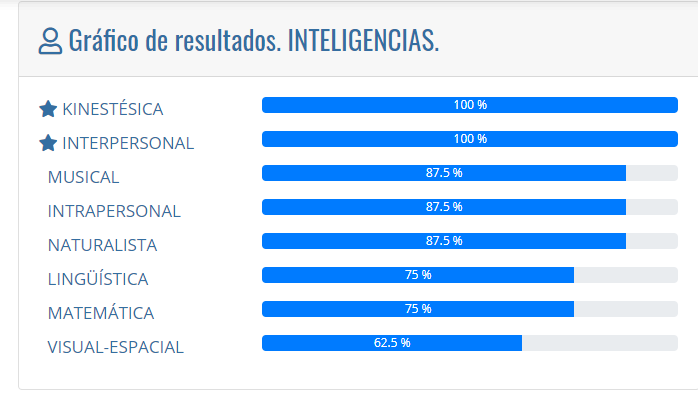 Gráfico de resultados. INTELIGENCIAS.
KINESTÉSICA 100 %
INTERPERSONAL 100 %
MUSICAL 87.5 %
INTRAPERSONAL 87.5 %
NATURALISTA 87.5 %
LINGÜÍSTICA 75 %
MATEMÁTICA 75 %
VISUAL-ESPACIAL 62.5 %